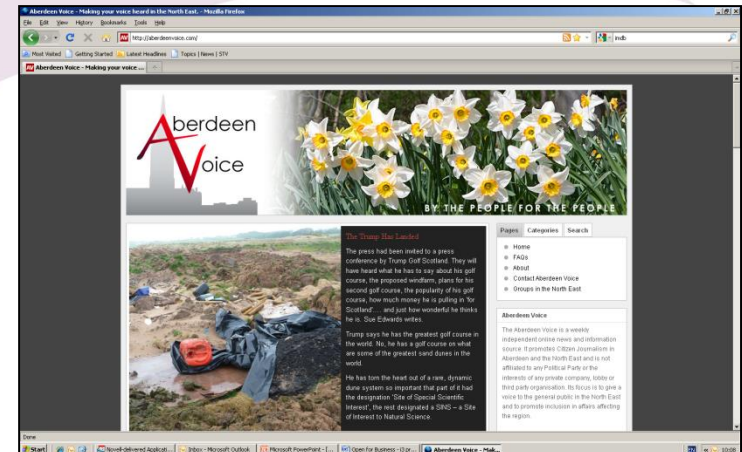 Aberdeen Voice - Making your voice heard in the North East. - Mozilla Firefox
File Edit View History Bookmarks Tools Help
http://aberdeenvoice.com/
imdb
Most Visited Getting Started Latest Headlines Topics | News | STV
Aberdeen Voice - Making your voice ...
Aberdeen
Voice
BY THE PEOPLE FOR THE PEOPLE
The Trump Has Landed
The press had been invited to a press
conference by Trump Golf Scotland. They will
have heard what he has to say about his golf
course, the proposed windfarm, plans for his
second golf course, the popularity of his golf
course, how much money he is pulling in 'for
Scotland'.... and just how wonderful he thinks
he is. Sue Edwards writes.
Trump says he has the greatest golf course in
the world. No, he has a golf course on what
are some of the greatest sand dunes in the
world.
He has torn the heart out of a rare, dynamic
dune system so important that part of it had
the designation 'Site of Special Scientific
Interest', the rest designated a SINS – a Site
of Interest to Natural Science.
Pages Categories Search
Home
FAQs
About
Contact Aberdeen Voice
Groups in the North East
Aberdeen Voice
The Aberdeen Voice is a weekly
independent online news and information
source. It promotes Citizen Journalism in
Aberdeen and the North East and is not
affiliated to any Political Party or the
interests of any private company, lobby or
third party organisation. Its focus is to give a
voice to the general public in the North East
and to promote inclusion in affairs affecting
the region.
Done
Start Novell-delivered Applicati... Inbox - Microsoft Outlook Microsoft PowerPoint - [... Open for Business - (3 pr... Aberdeen Voice - Mak... 10:08